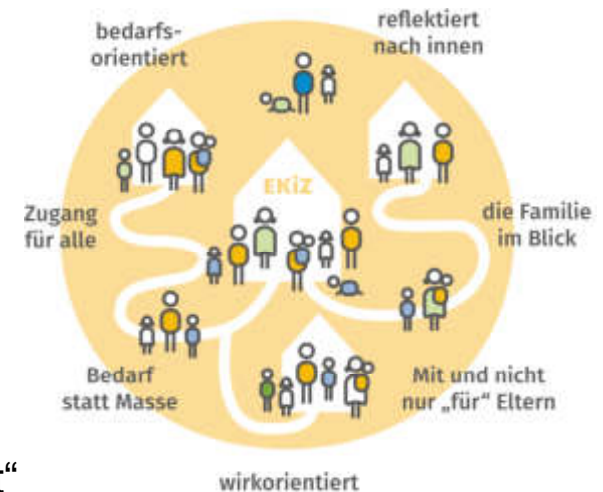 bedarfs-
orientiert
reflektiert
nach innen
EKiZ
Zugang
für alle
die Familie
im Blick
Bedarf
statt Masse
Mit und nicht
nur „für“ Eltern
wirkorientiert